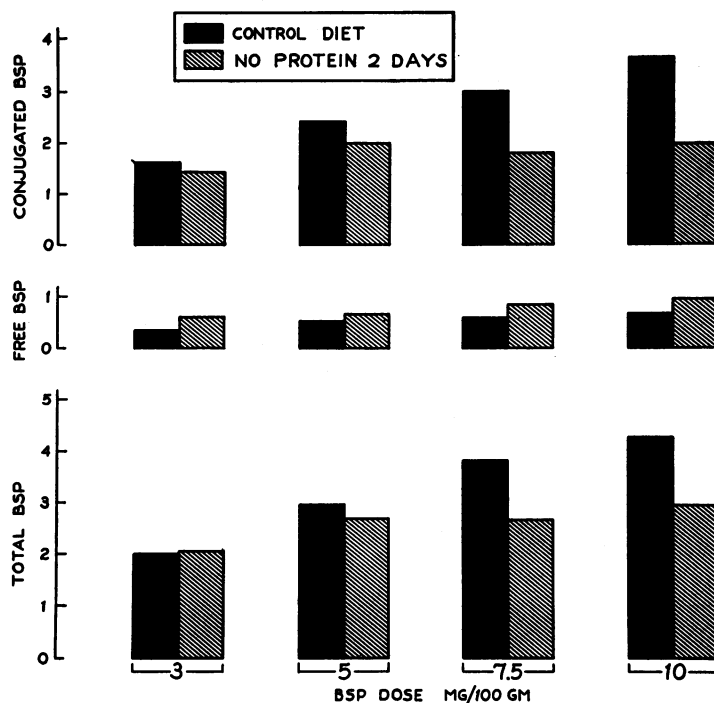 CONTROL DIET
NO PROTEIN 2 DAYS
CONJUGATED BSP
4
3
2
1
0
FREE BSP
1
0
TOTAL BSP
5
4
3
2
1
0
3 5 7.5 10
BSP DOSE MG/100 GM